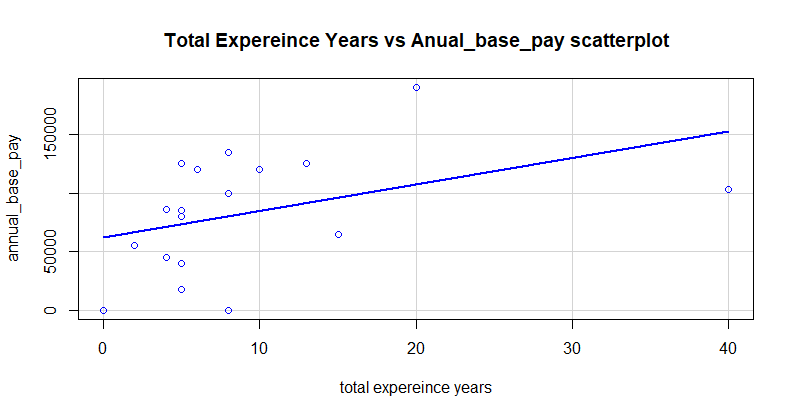 Total Expereince Years vs Anual_base_pay scatterplot
annual_base_pay
150000
50000
0
0 10 20 30 40
total expereince years